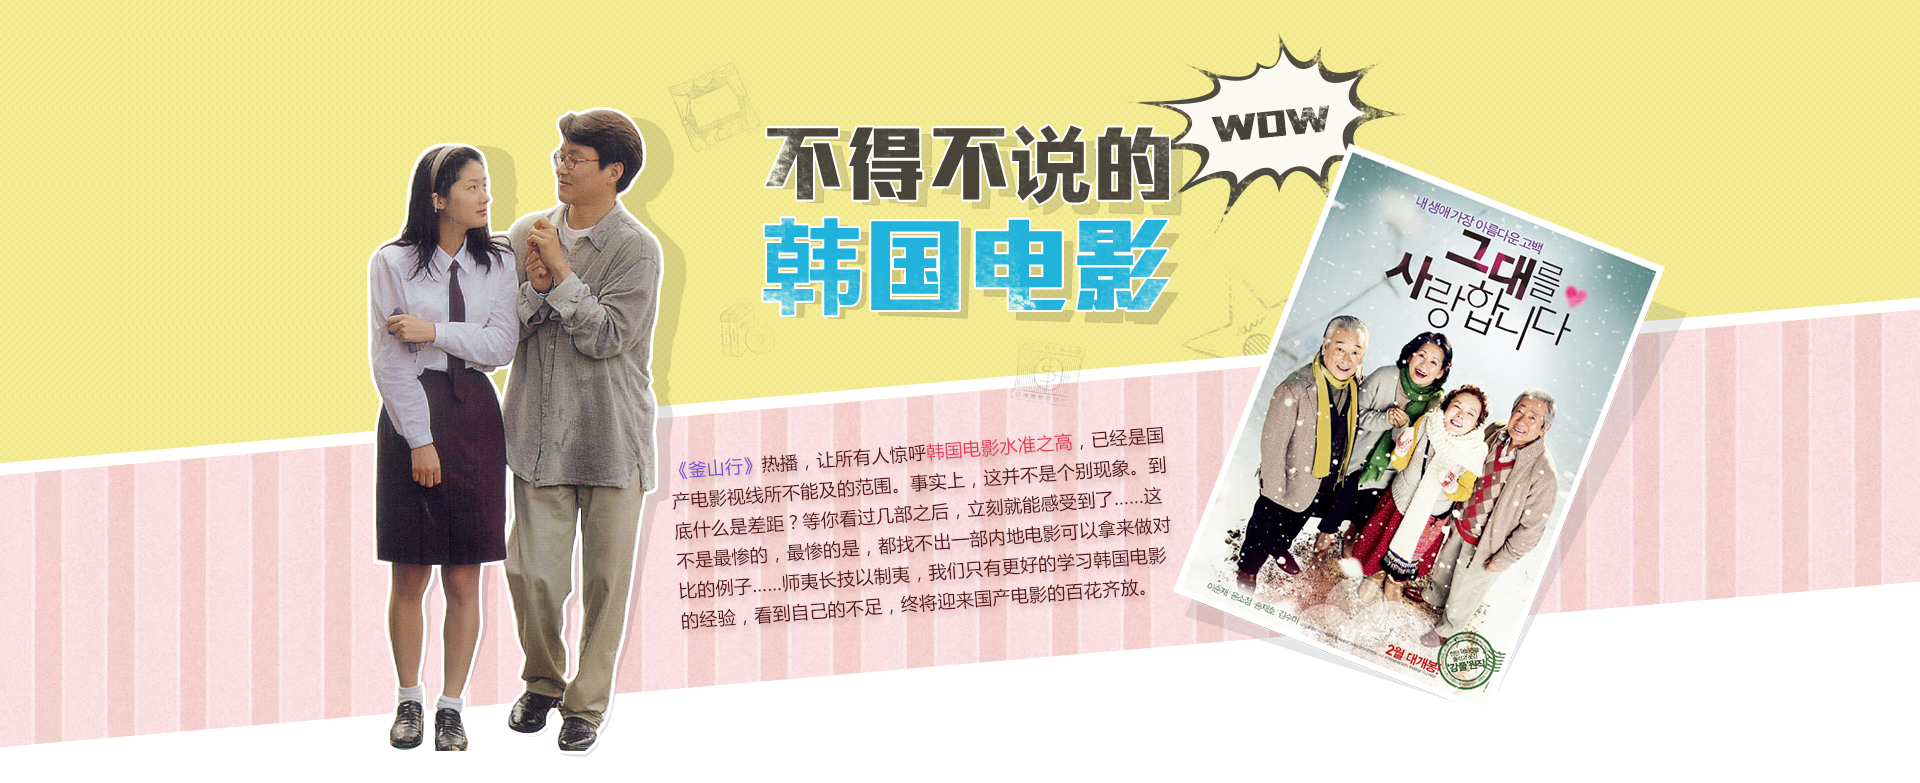 不得不说的
WOW
韩国电影
《釜山行》热播，让所有人惊呼韩国电影水准之高，已经是国
产电影视线所不能及的范围。事实上，这并不是个别现象。到
底什么是差距？等你看过几部之后，立刻就能感受到了......这
不是最惨的，最惨的是，都找不出一部内地电影可以拿来做对
比的例子......师夷长技以制夷，我们只有更好的学习韩国电影
的经验，看到自己的不足，终将迎来国产电影的百花齐放。
내 생애 가장 아름다운 고백
그대를
사랑합니다
이순재 윤소정 송재호 김수미
2월 대개봉!
'강풀'원작